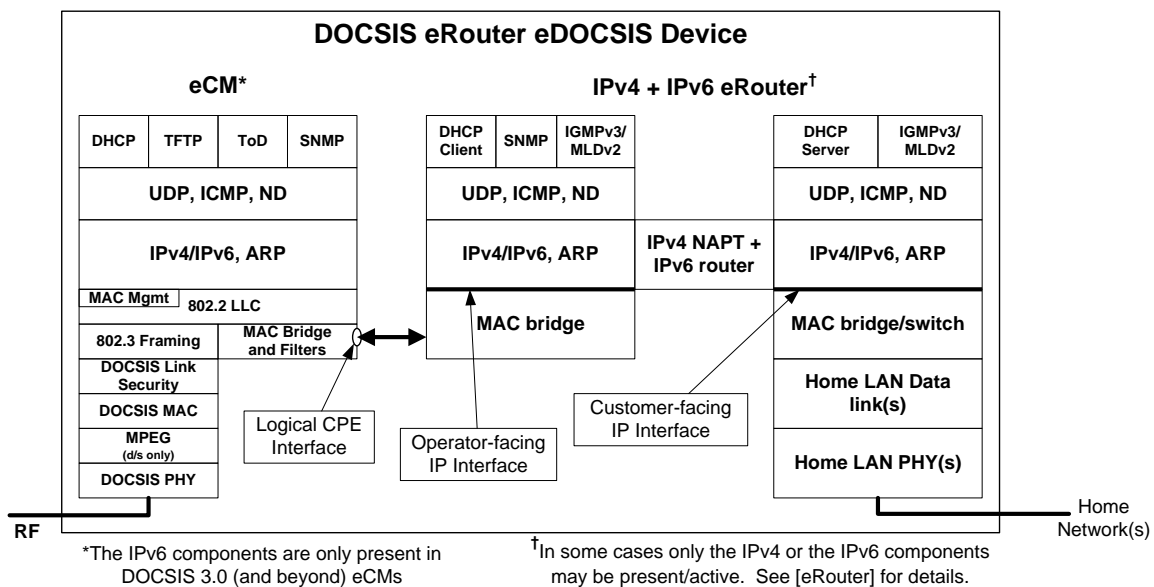 DOCSIS eRouter eDOCSIS Device
eCM*
IPv4 + IPv6 eRouter†
DHCP
TFTP
ToD
SNMP
UDP, ICMP, ND
IPv4/IPv6, ARP
MAC Mgmt
802.2 LLC
802.3 Framing
MAC Bridge
and Filters
DOCSIS Link
Security
DOCSIS MAC
MPEG
(d/s only)
DOCSIS PHY
RF
Logical CPE
Interface
DHCP
Client
SNMP
IGMPv3/
MLDv2
UDP, ICMP, ND
IPv4/IPv6, ARP
MAC bridge
Operator-facing
IP Interface
IPv4 NAPT +
IPv6 router
Customer-facing
IP Interface
DHCP
Server
IGMPv3/
MLDv2
UDP, ICMP, ND
IPv4/IPv6, ARP
MAC bridge/switch
Home LAN Data
link(s)
Home LAN PHY(s)
Home
Network(s)
*The IPv6 components are only present in
DOCSIS 3.0 (and beyond) eCMs
†In some cases only the IPv4 or the IPv6 components
may be present/active. See [eRouter] for details.